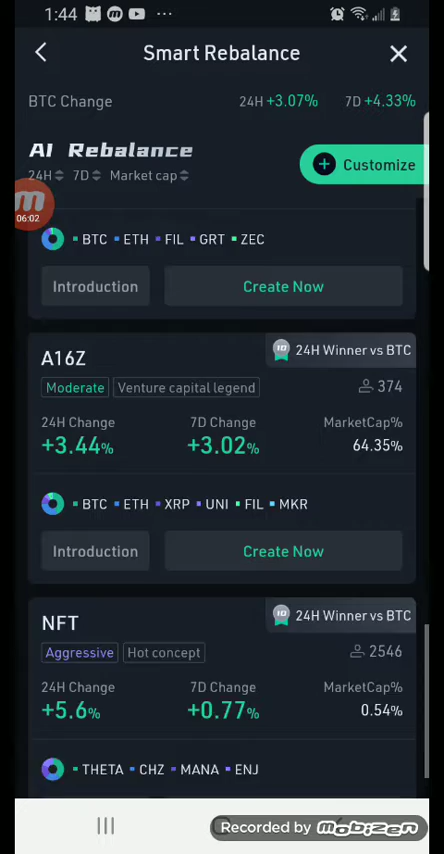 1:44
Smart Rebalance
BTC Change 24H +3.07% 7D +4.33%
AI Rebalance
24H 7D Market cap
Customize
06:02
BTC ETH FIL GRT ZEC
Introduction Create Now
A16Z
24H Winner vs BTC
Moderate Venture capital legend 374
24H Change 7D Change MarketCap%
+3.44% +3.02% 64.35%
BTC ETH XRP UNI FIL MKR
Introduction Create Now
NFT
24H Winner vs BTC
Aggressive Hot concept 2546
24H Change 7D Change MarketCap%
+5.6% +0.77% 0.54%
THETA CHZ MANA ENJ
Recorded by mobizen